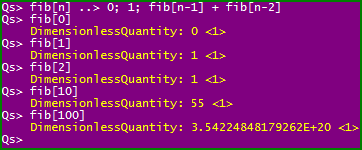 Qs> fib[n] ..> 0; 1; fib[n-1] + fib[n-2]
Qs> fib[0]
DimensionlessQuantity: 0 <1>
Qs> fib[1]
DimensionlessQuantity: 1 <1>
Qs> fib[2]
DimensionlessQuantity: 1 <1>
Qs> fib[10]
DimensionlessQuantity: 55 <1>
Qs> fib[100]
DimensionlessQuantity: 3.54224848179262E+20 <1>
Qs>